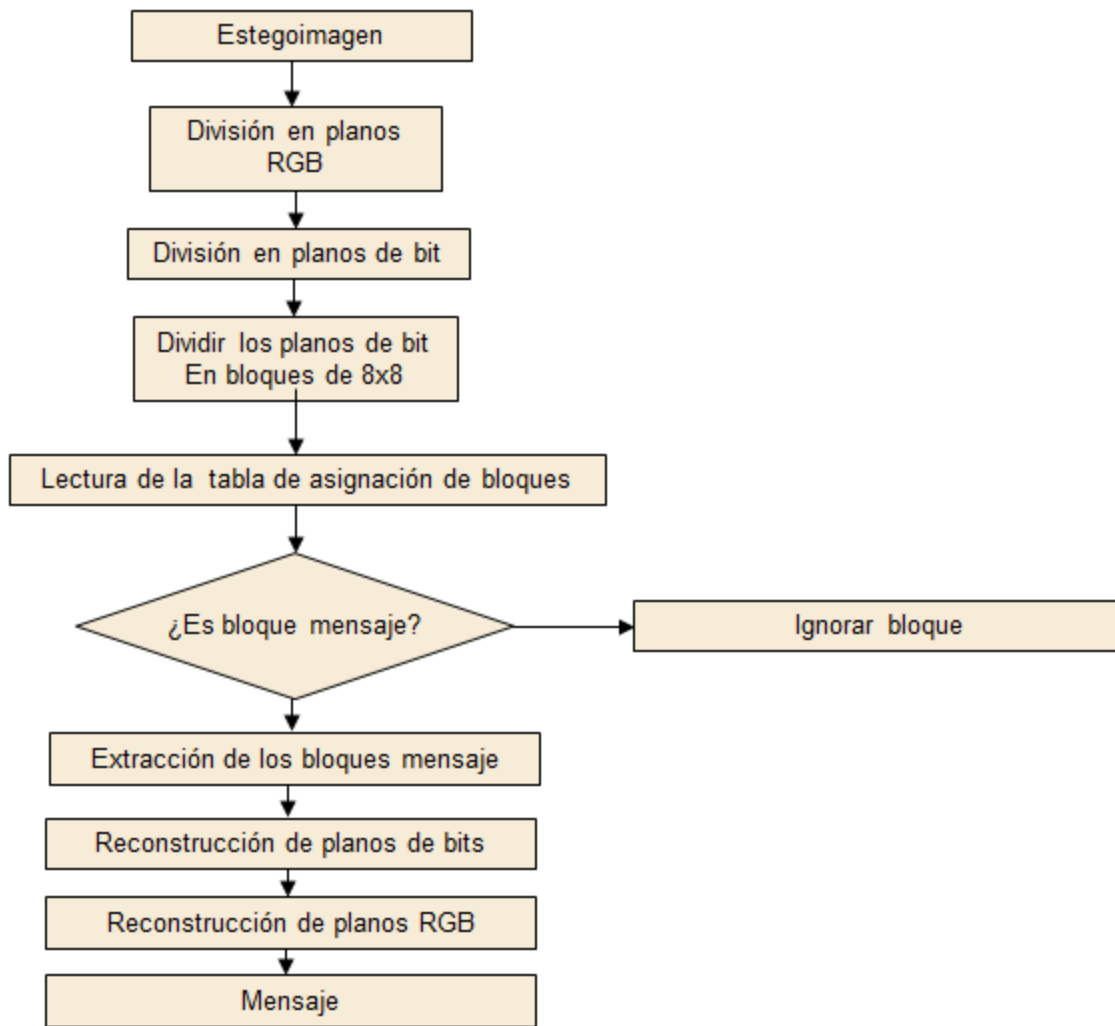 Estegoimagen
División en planos
RGB
División en planos de bit
Dividir los planos de bit
En bloques de 8x8
Lectura de la tabla de asignación de bloques
¿Es bloque mensaje?
Ignorar bloque
Extracción de los bloques mensaje
Reconstrucción de planos de bits
Reconstrucción de planos RGB
Mensaje